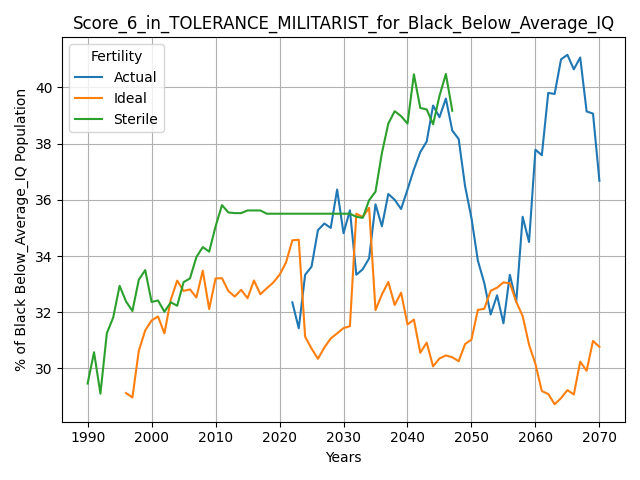 Score_6_in_TOLERANCE_MILITARIST_for_Black_Below_Average_IQ
Fertility
Actual
Ideal
Sterile
% of Black Below_Average_IQ Population
40
38
36
34
32
30
1990 2000 2010 2020 2030 2040 2050 2060 2070
Years